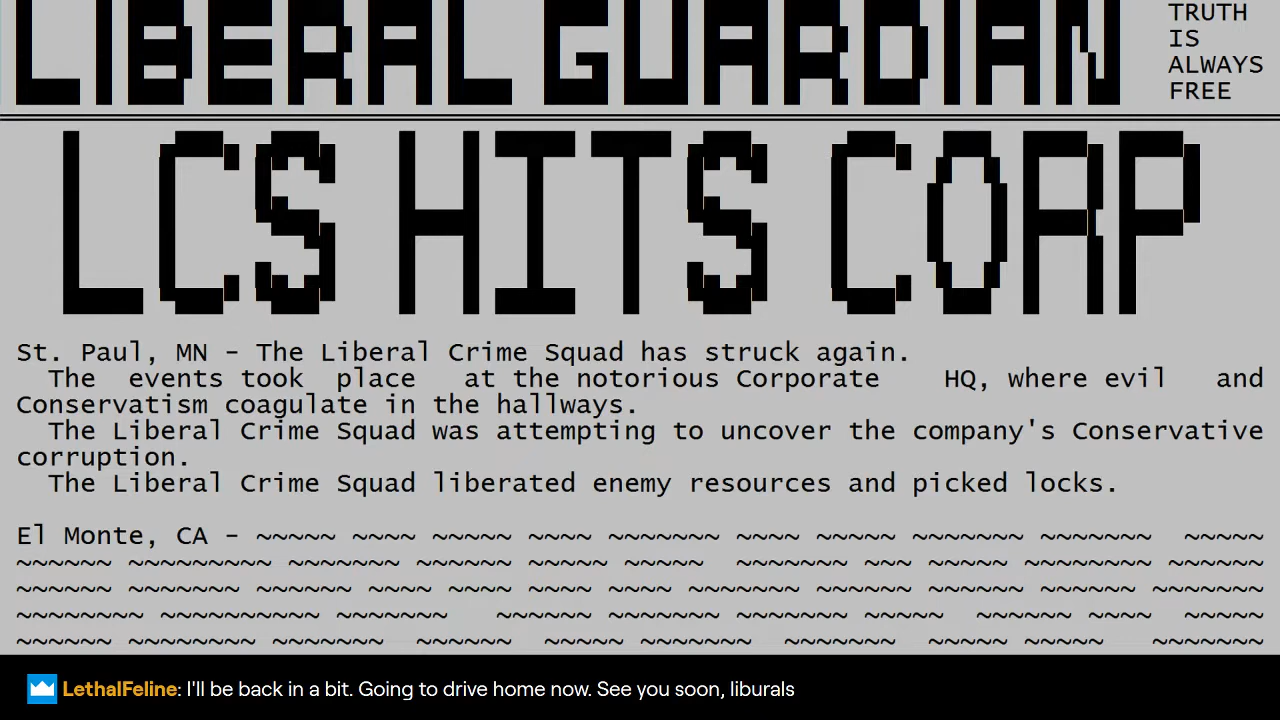 LIBERAL GUARDIAN
TRUTH
IS
ALWAYS
FREE
LCS HITS CORP
St. Paul, MN - The Liberal Crime Squad has struck again.
The events took place at the notorious Corporate HQ, where evil and
Conservatism coagulate in the hallways.
The Liberal Crime Squad was attempting to uncover the company's Conservative
corruption.
The Liberal Crime Squad liberated enemy resources and picked locks.
El Monte, CA - ~~~~~ ~~~~ ~~~~~ ~~~~ ~~~~~~~ ~~~~ ~~~~~ ~~~~~~~ ~~~~~~~ ~~~~~
~~~~~~ ~~~~~~~~~ ~~~~~~~ ~~~~~~ ~~~~~ ~~~~~ ~~~~~~~ ~~~ ~~~~~ ~~~~~~~~ ~~~~~~
~~~~~~ ~~~~~~~ ~~~~~~ ~~~~ ~~~~ ~~~~ ~~~~~~~ ~~~~~~ ~~~~~~ ~~~~~ ~~~~~~ ~~~~~~~
~~~~~~~~ ~~~~~~~~~~ ~~~~~~~ ~~~~~~ ~~~~~~~ ~~~~~~~ ~~~~~ ~~~~~~ ~~~~ ~~~~~
~~~~~~ ~~~~~~~~ ~~~~~~~ ~~~~~~ ~~~~~ ~~~~~~~ ~~~~~~~ ~~~~~ ~~~~~ ~~~~~~~
LethalFeline: I'll be back in a bit. Going to drive home now. See you soon, liburals